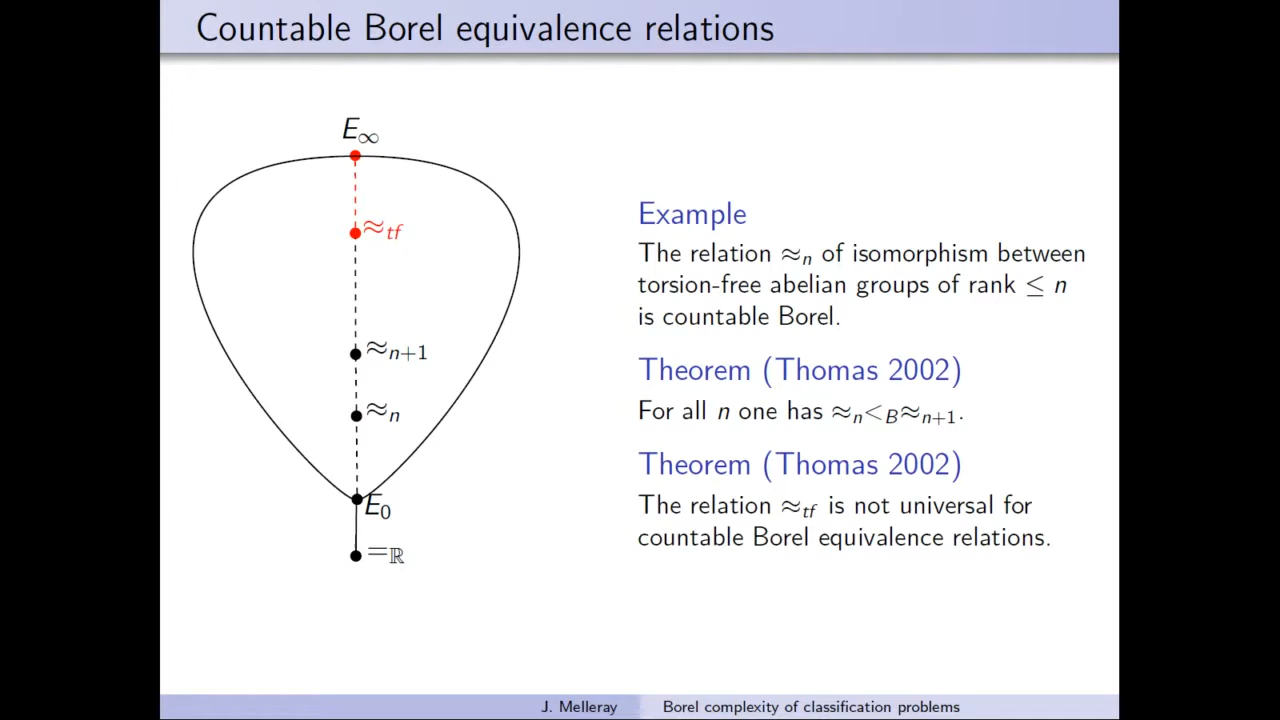 Countable Borel equivalence relations
E∞
≈tf
≈n+1
≈n
E0
=ℝ
Example
The relation ≈n of isomorphism between
torsion-free abelian groups of rank ≤ n
is countable Borel.
Theorem (Thomas 2002)
For all n one has ≈n<B≈n+1.
Theorem (Thomas 2002)
The relation ≈tf is not universal for
countable Borel equivalence relations.
J. Melleray
Borel complexity of classification problems